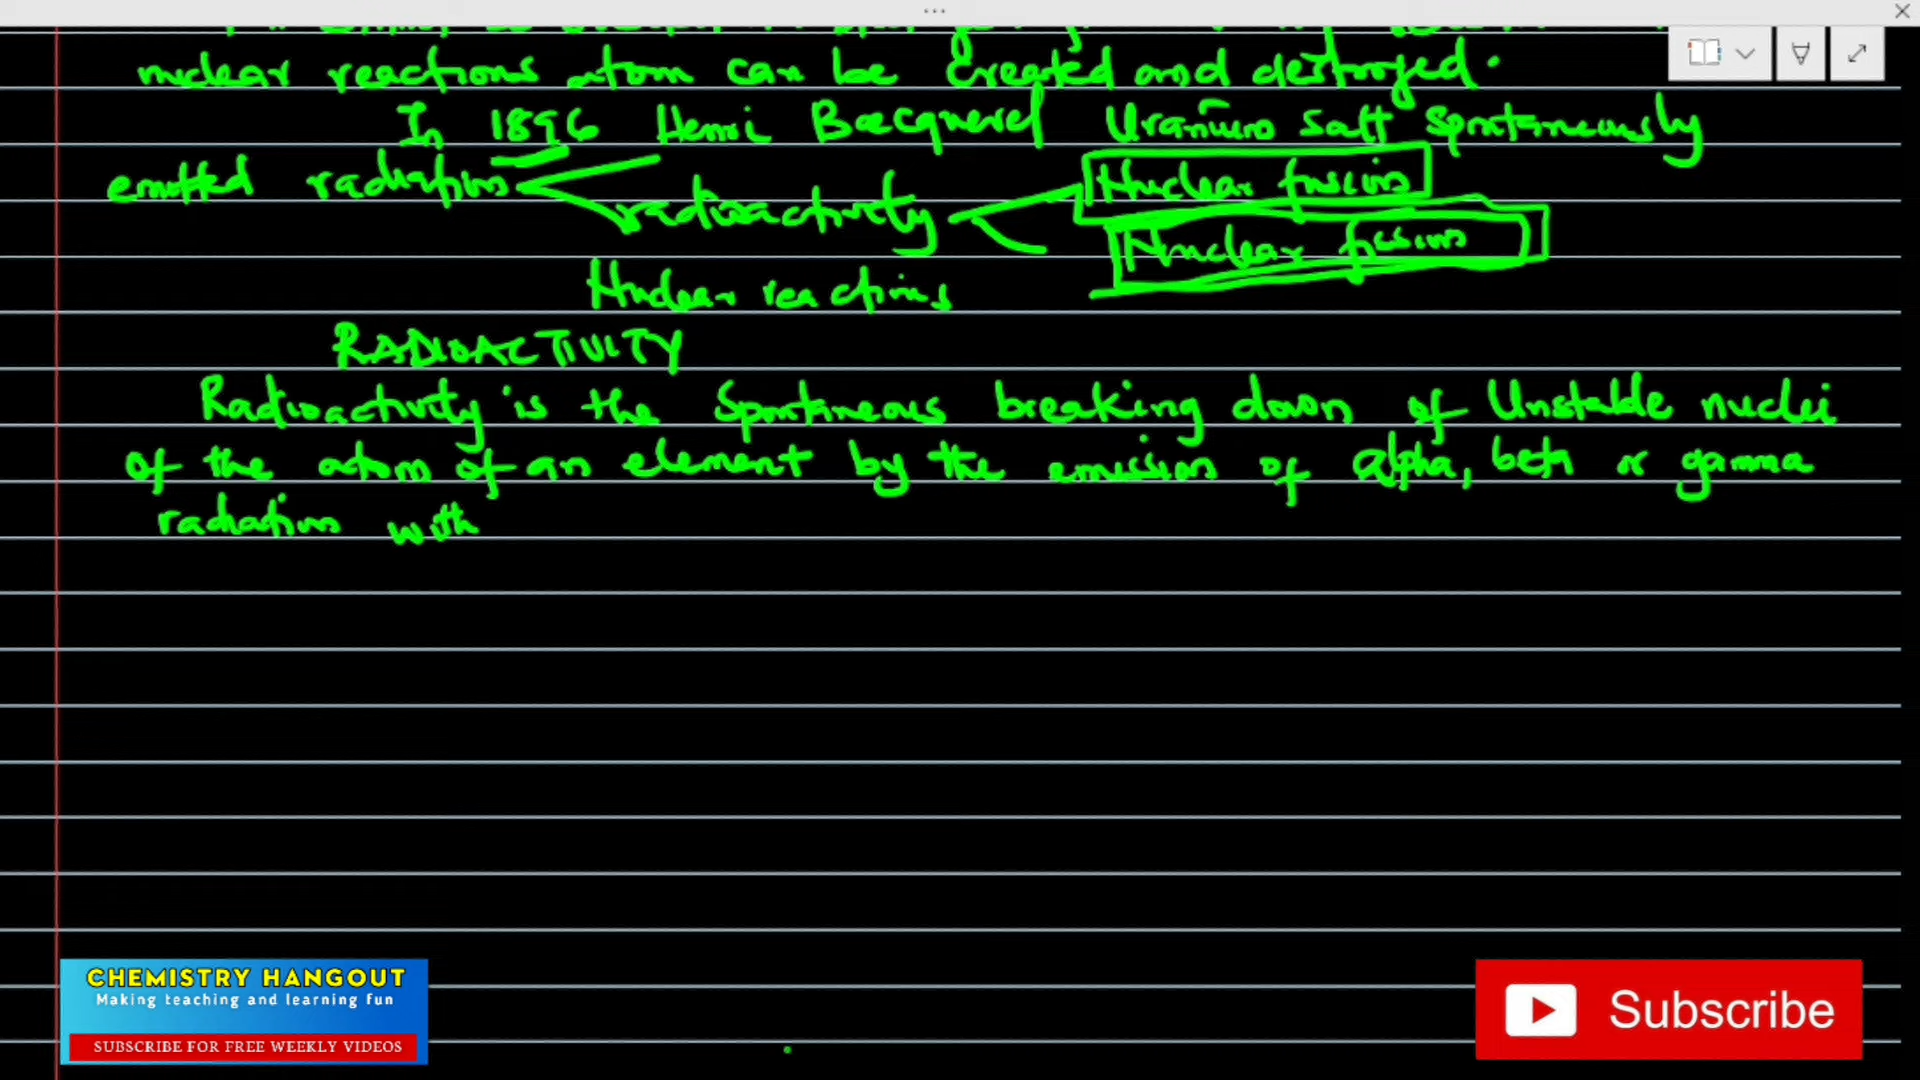 nuclear reactions atom can be created and destroyed.
In 1896 Henri Becquerel Uranium salt spontaneously
emitted radiation
radioactivity
Nuclear fusion
Nuclear fission
Nuclear reactions
RADIOACTIVITY
Radioactivity is the Spontaneous breaking down of Unstable nuclei
of the atom of an element by the emission of alpha, beta or gamma
radiation with
CHEMISTRY HANGOUT
Making teaching and learning fun
SUBSCRIBE FOR FREE WEEKLY VIDEOS
Subscribe